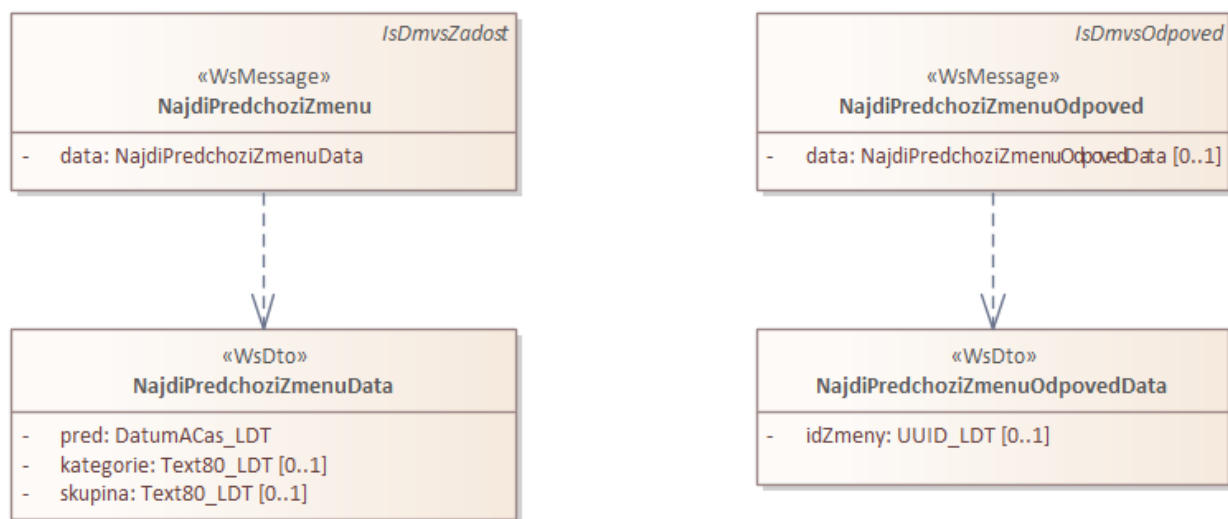 IsDmvsZadost
«WsMessage»
NajdiPredchoziZmenu
- data: NajdiPredchoziZmenuData
IsDmvsOdpoved
«WsMessage»
NajdiPredchoziZmenuOdpoved
- data: NajdiPredchoziZmenuOdpovedData [0..1]
«WsDto»
NajdiPredchoziZmenuData
- pred: DatumACas_LDT
- kategorie: Text80_LDT [0..1]
- skupina: Text80_LDT [0..1]
«WsDto»
NajdiPredchoziZmenuOdpovedData
- idZmeny: UUID_LDT [0..1]